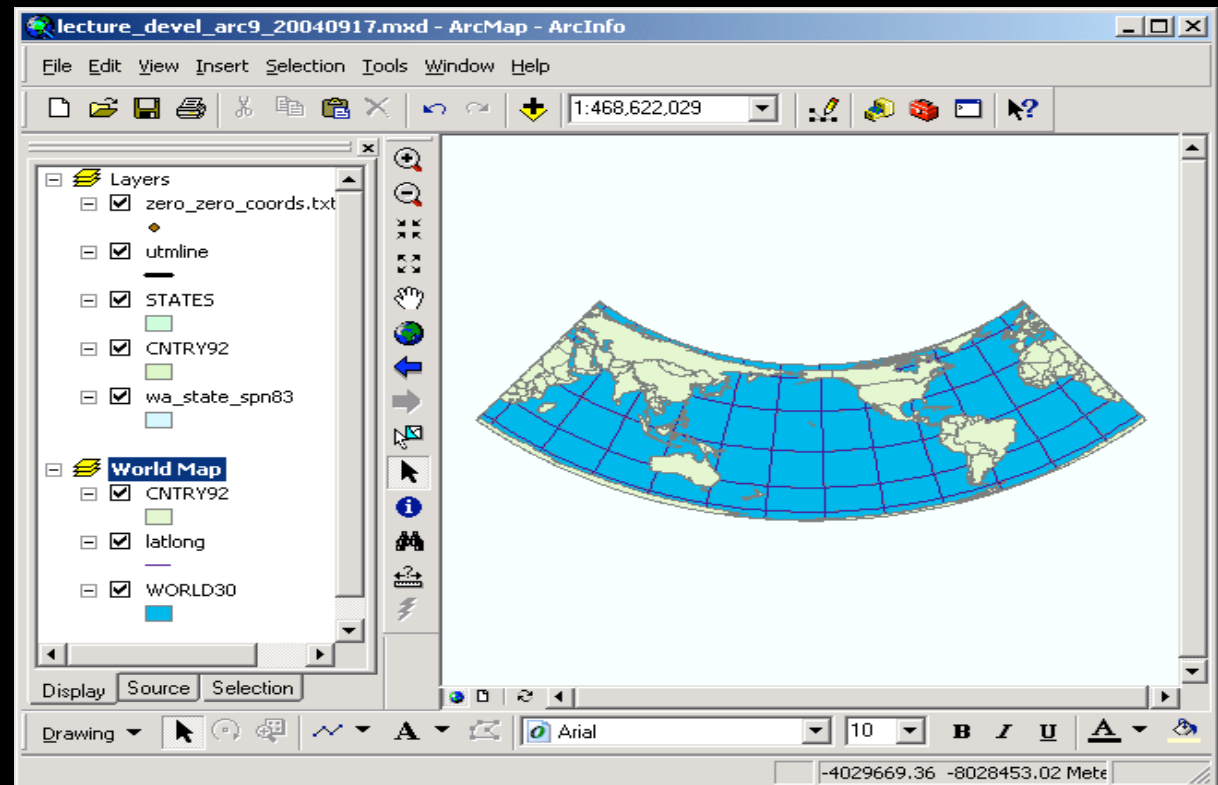 lecture_devel_arc9_20040917.mxd - ArcMap - ArcInfo
File Edit View Insert Selection Tools Window Help
1:468,622,029
Layers
zero_zero_coords.txt
utmline
STATES
CNTRY92
wa_state_spn83
World Map
CNTRY92
latlong
WORLD30
Display Source Selection
Drawing A Arial 10 B I U A
-4029669.36 -8028453.02 Mete